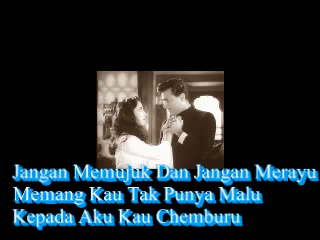 Jangan Memujuk Dan Jangan Merayu
Memang Kau Tak Punya Malu
Kepada Aku Kau Chemburu